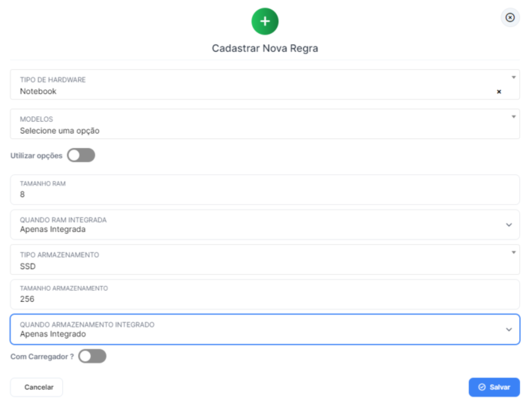 Cadastrar Nova Regra
TIPO DE HARDWARE
Notebook
MODELOS
Selecione uma opção
Utilizar opções
TAMANHO RAM
8
QUANDO RAM INTEGRADA
Apenas Integrada
TIPO ARMAZENAMENTO
SSD
TAMANHO ARMAZENAMENTO
256
QUANDO ARMAZENAMENTO INTEGRADO
Apenas Integrado
Com Carregador ?
Cancelar
Salvar